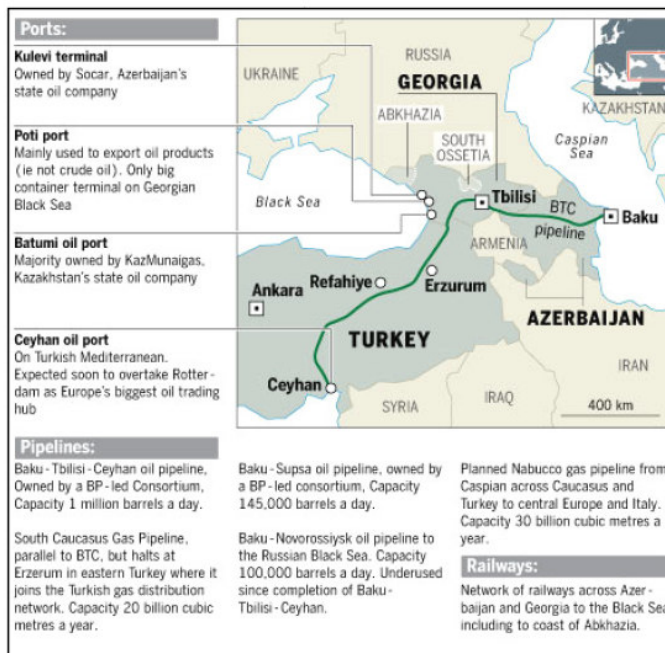 Ports:
Kulevi terminal
Owned by Socar, Azerbaijan's
state oil company
Poti port
Mainly used to export oil products
(ie not crude oil). Only big
container terminal on Georgian
Black Sea
Batumi oil port
Majority owned by KazMunaigas,
Kazakhstan's state oil company
Ceyhan oil port
On Turkish Mediterranean.
Expected soon to overtake Rotter-
dam as Europe's biggest oil trading
hub
RUSSIA
UKRAINE
GEORGIA
KAZAKHSTAN
ABKHAZIA
SOUTH
OSSETIA
Caspian
Sea
Black Sea
Tbilisi
BTC
pipeline
Baku
ARMENIA
Ankara
Refahiye
Erzurum
AZERBAIJAN
TURKEY
IRAN
Ceyhan
SYRIA
IRAQ
400 km
Pipelines:
Baku-Tbilisi-Ceyhan oil pipeline,
Owned by a BP-led Consortium,
Capacity 1 million barrels a day.
South Caucasus Gas Pipeline,
parallel to BTC, but halts at
Erzerum in eastern Turkey where it
joins the Turkish gas distribution
network. Capacity 20 billion cubic
metres a year.
Baku-Supsa oil pipeline, owned by
a BP-led consortium, Capacity
145,000 barrels a day.
Baku-Novorossiysk oil pipeline to
the Russian Black Sea. Capacity
100,000 barrels a day. Underused
since completion of Baku-
Tbilisi-Ceyhan.
Planned Nabucco gas pipeline from
Caspian across Caucasus and
Turkey to central Europe and Italy.
Capacity 30 billion cubic metres a
year.
Railways:
Network of railways across Azer-
baijan and Georgia to the Black Sea
including to coast of Abkhazia.